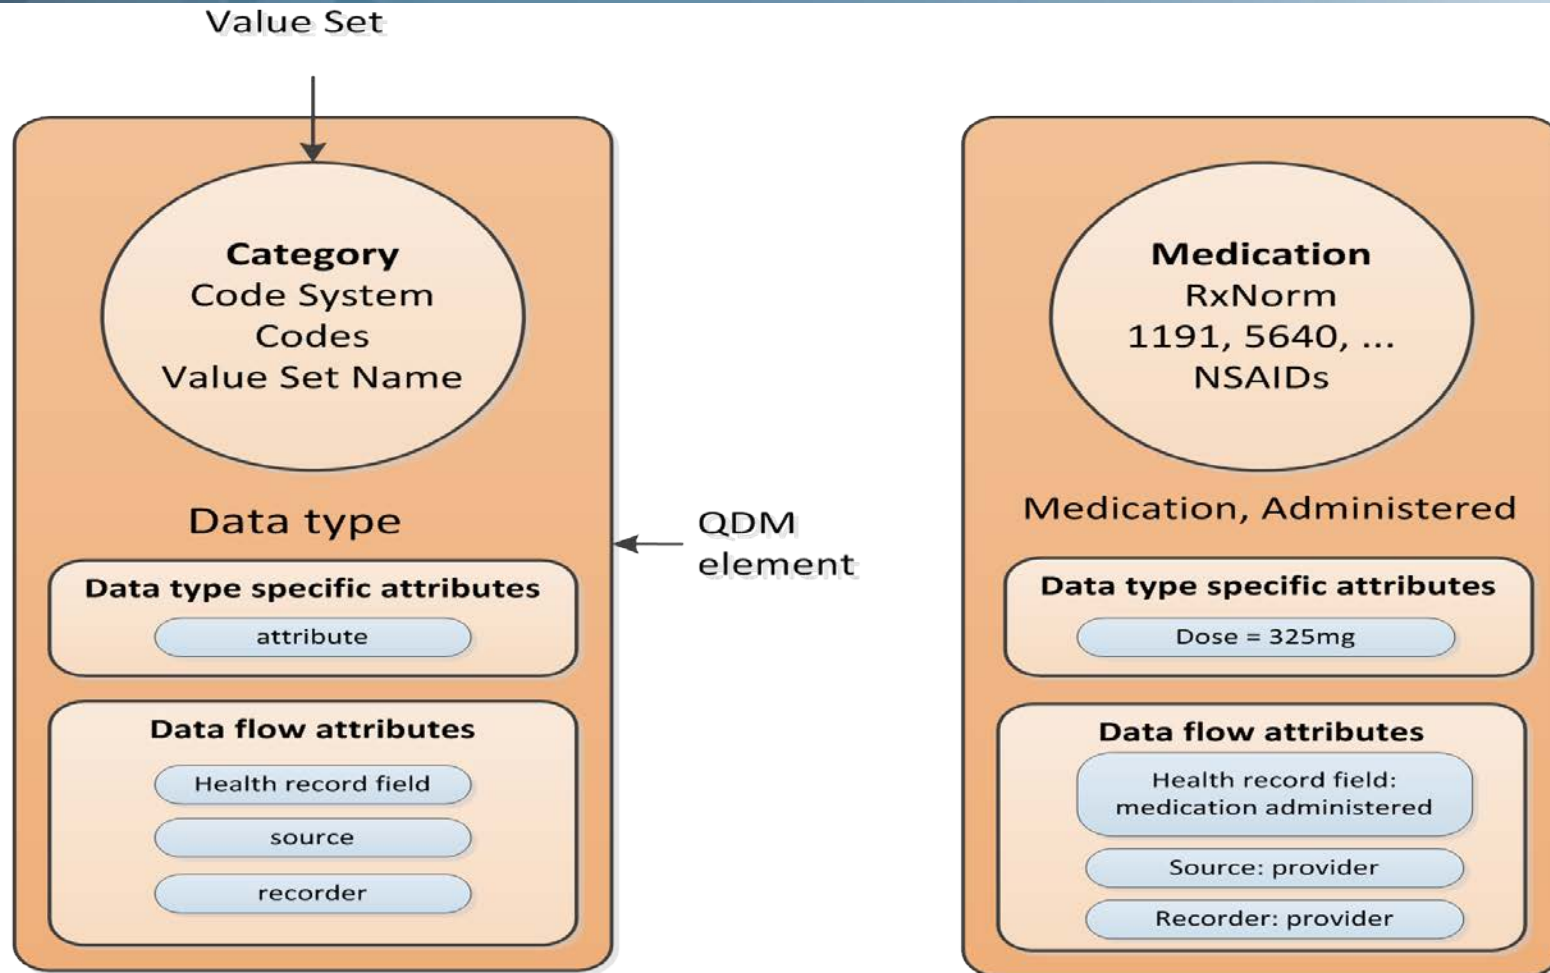 Value Set
Category
Code System
Codes
Value Set Name
Data type
Data type specific attributes
attribute
Data flow attributes
Health record field
source
recorder
QDM
element
Medication
RxNorm
1191, 5640, ...
NSAIDs
Medication, Administered
Data type specific attributes
Dose = 325mg
Data flow attributes
Health record field:
medication administered
Source: provider
Recorder: provider